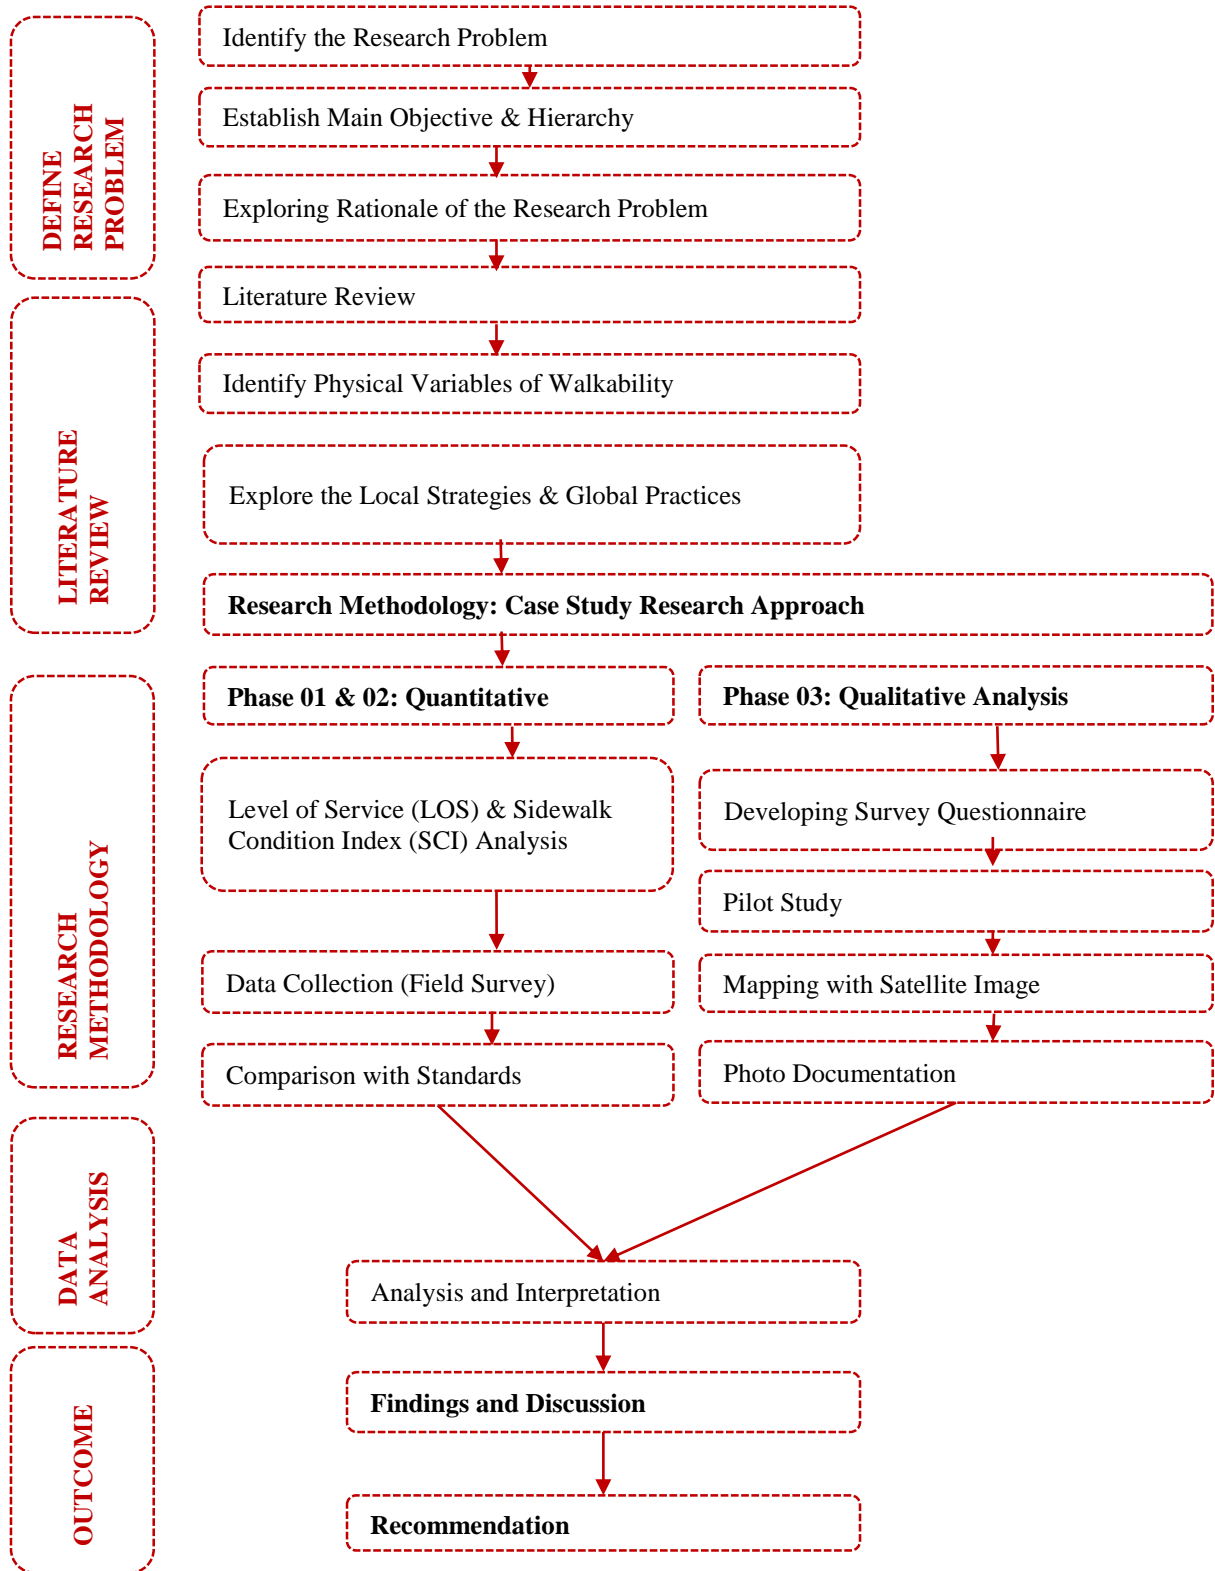 DEFINE
RESEARCH
PROBLEM
Identify the Research Problem
Establish Main Objective & Hierarchy
Exploring Rationale of the Research Problem
LITERATURE
REVIEW
Literature Review
Identify Physical Variables of Walkability
Explore the Local Strategies & Global Practices
Research Methodology: Case Study Research Approach
RESEARCH
METHODOLOGY
Phase 01 & 02: Quantitative
Level of Service (LOS) & Sidewalk
Condition Index (SCI) Analysis
Data Collection (Field Survey)
Comparison with Standards
Phase 03: Qualitative Analysis
Developing Survey Questionnaire
Pilot Study
Mapping with Satellite Image
Photo Documentation
DATA
ANALYSIS
Analysis and Interpretation
OUTCOME
Findings and Discussion
Recommendation